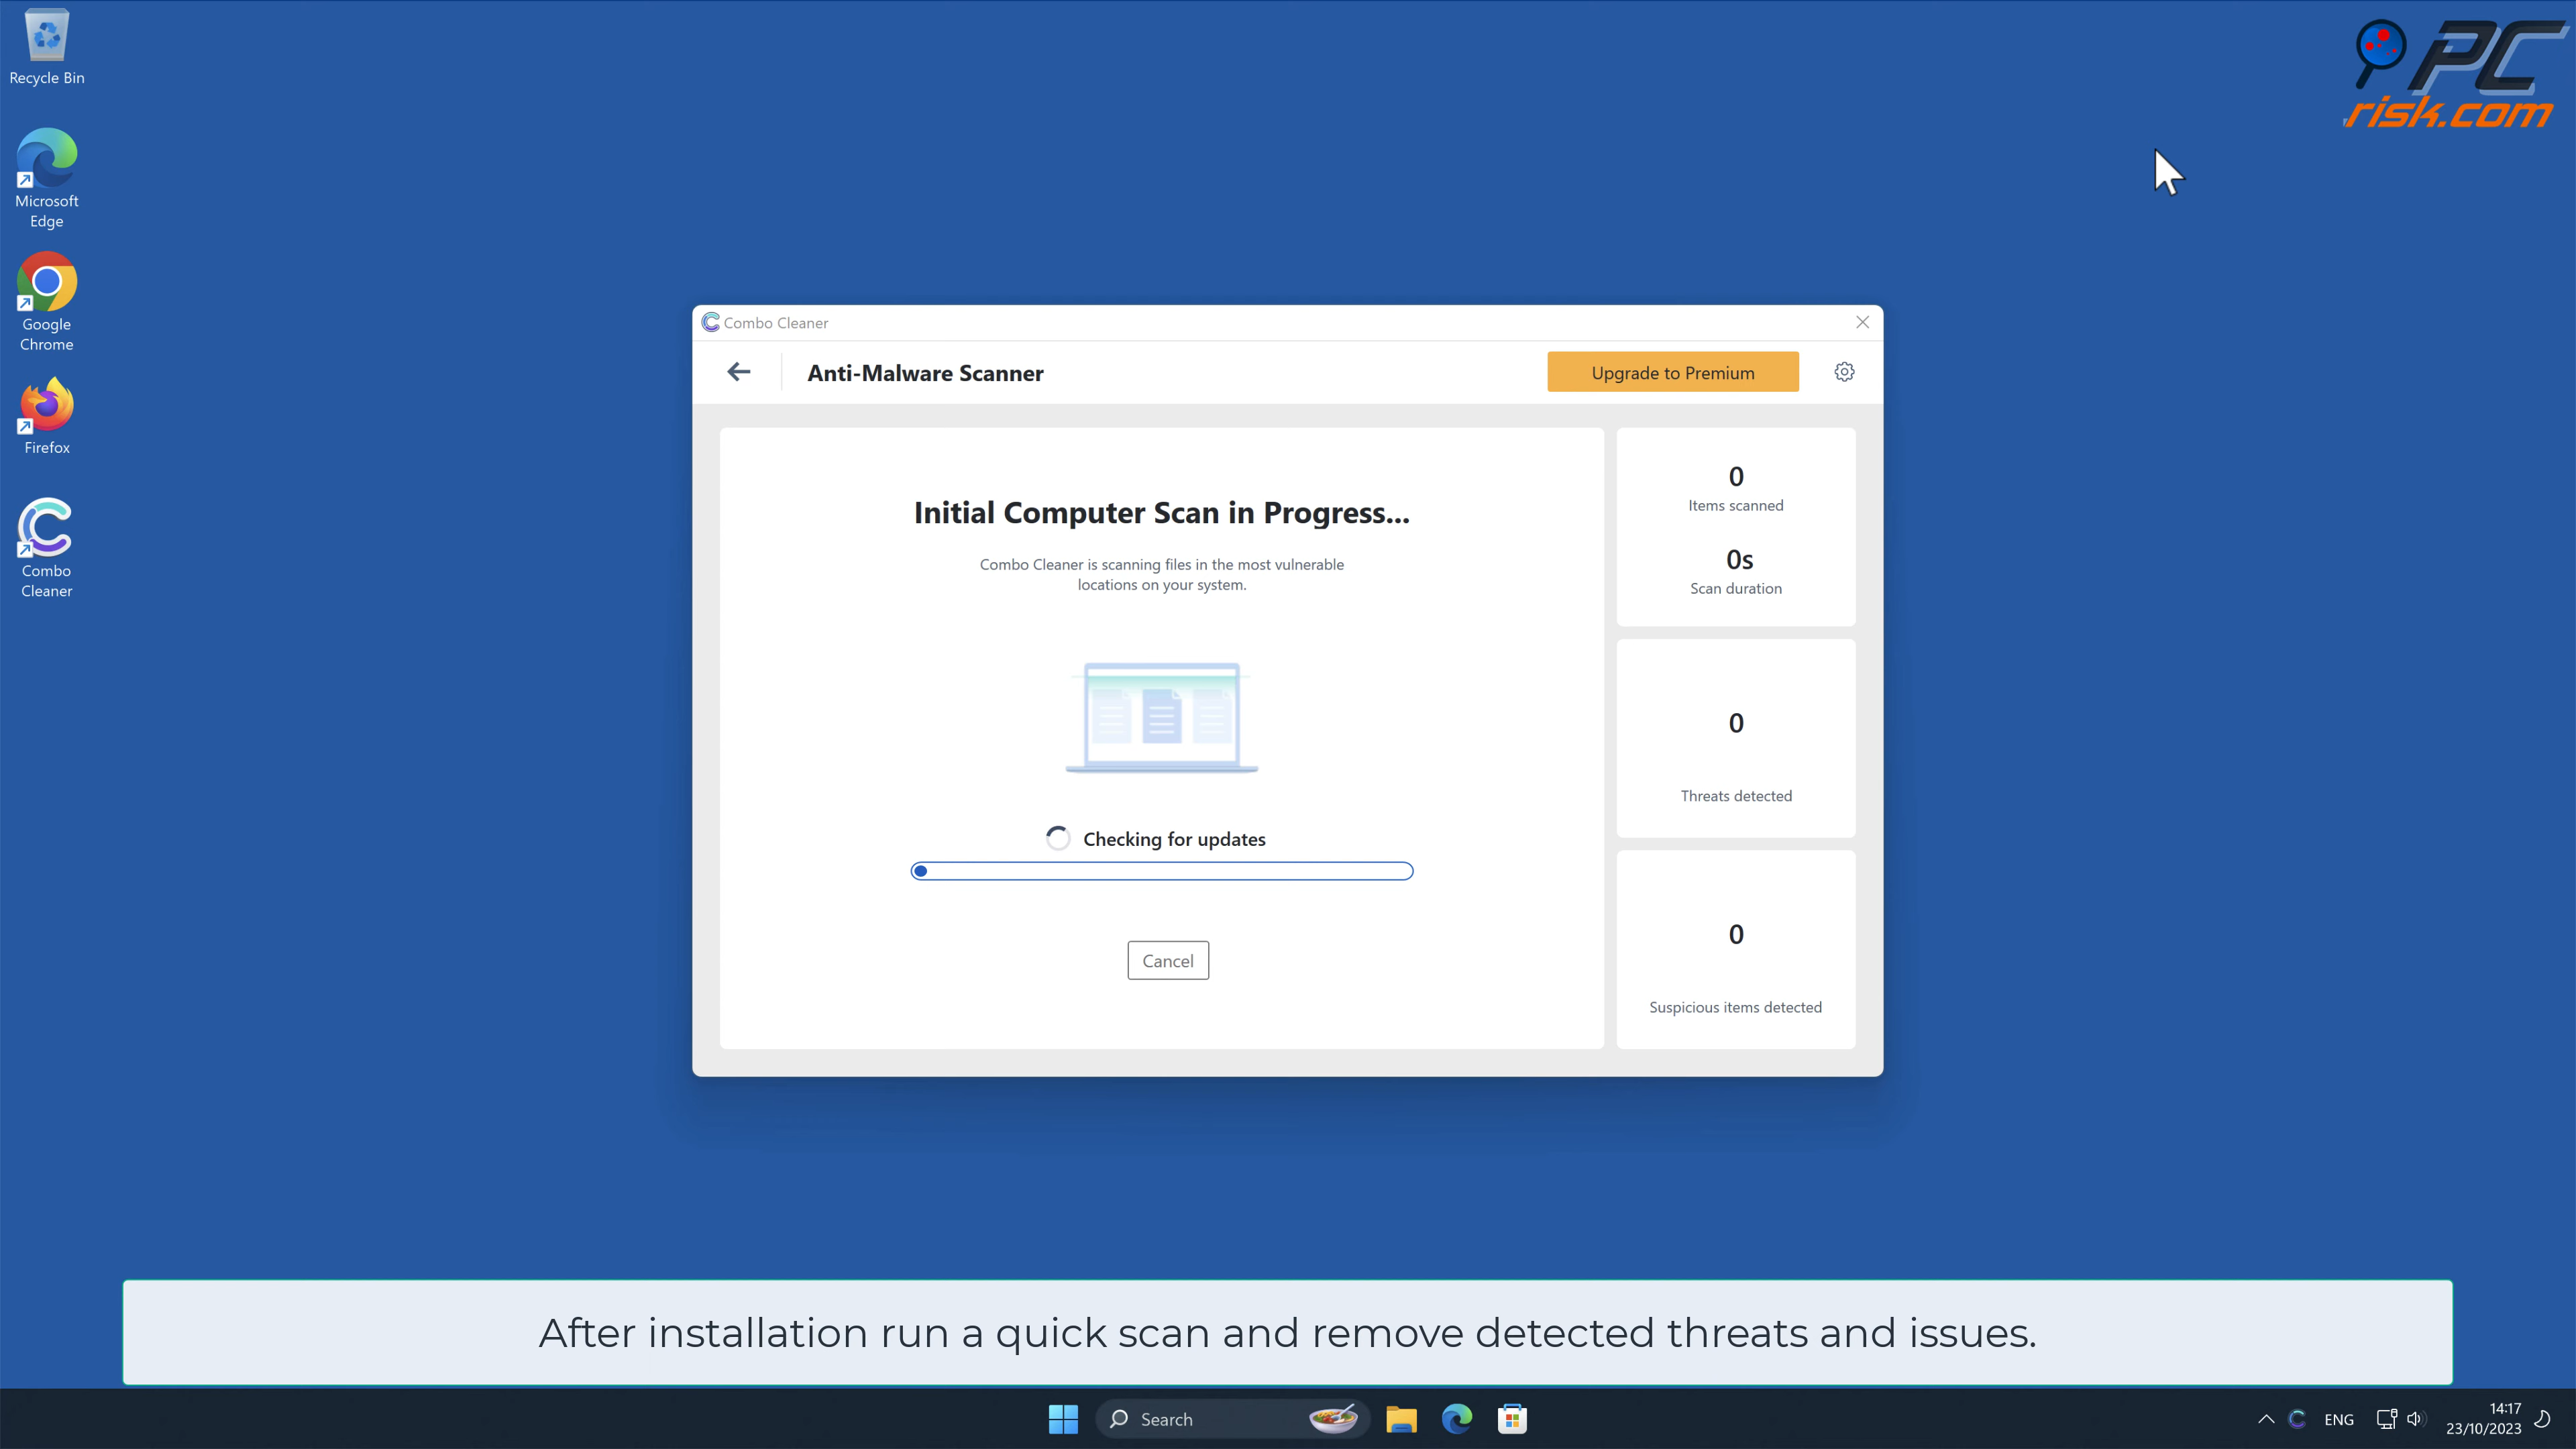 Recycle Bin
Microsoft
Edge
Google
Chrome
Firefox
Combo
Cleaner
PC
risk.com
Combo Cleaner
Anti-Malware Scanner
Upgrade to Premium
Initial Computer Scan in Progress...
Combo Cleaner is scanning files in the most vulnerable
locations on your system.
Checking for updates
Cancel
0
Items scanned
0s
Scan duration
0
Threats detected
0
Suspicious items detected
After installation run a quick scan and remove detected threats and issues.
Search
ENG
14:17
23/10/2023